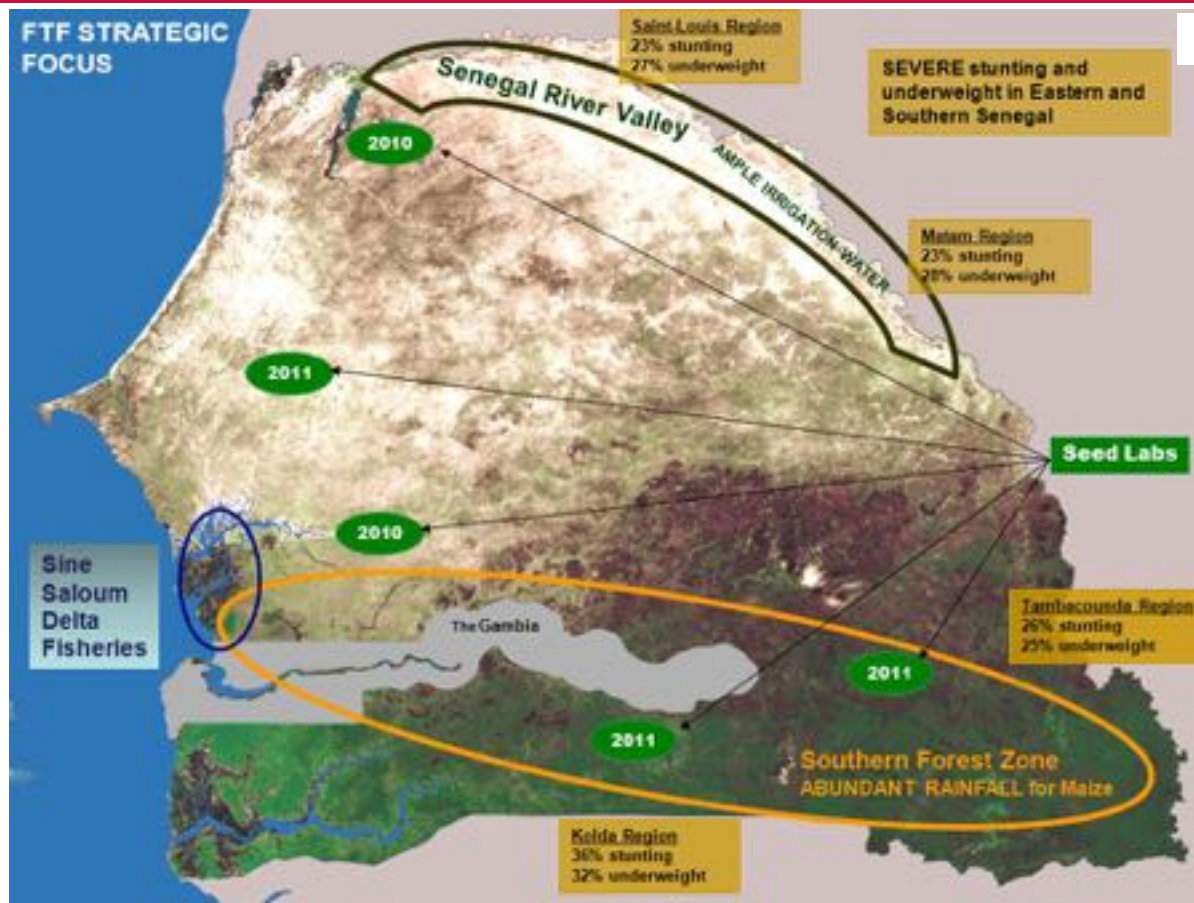 FTF STRATEGIC
FOCUS
Saint-Louis Region
23% stunting
27% underweight
SEVERE stunting and
underweight in Eastern and
Southern Senegal
Senegal River Valley
AMPLE IRRIGATION-WATER
2010
Matam Region
23% stunting
28% underweight
2011
Seed Labs
2010
Sine
Saloum
Delta
Fisheries
The Gambia
Tambacounda Region
26% stunting
25% underweight
2011
2011
Southern Forest Zone
ABUNDANT RAINFALL for Maize
Kolda Region
36% stunting
32% underweight